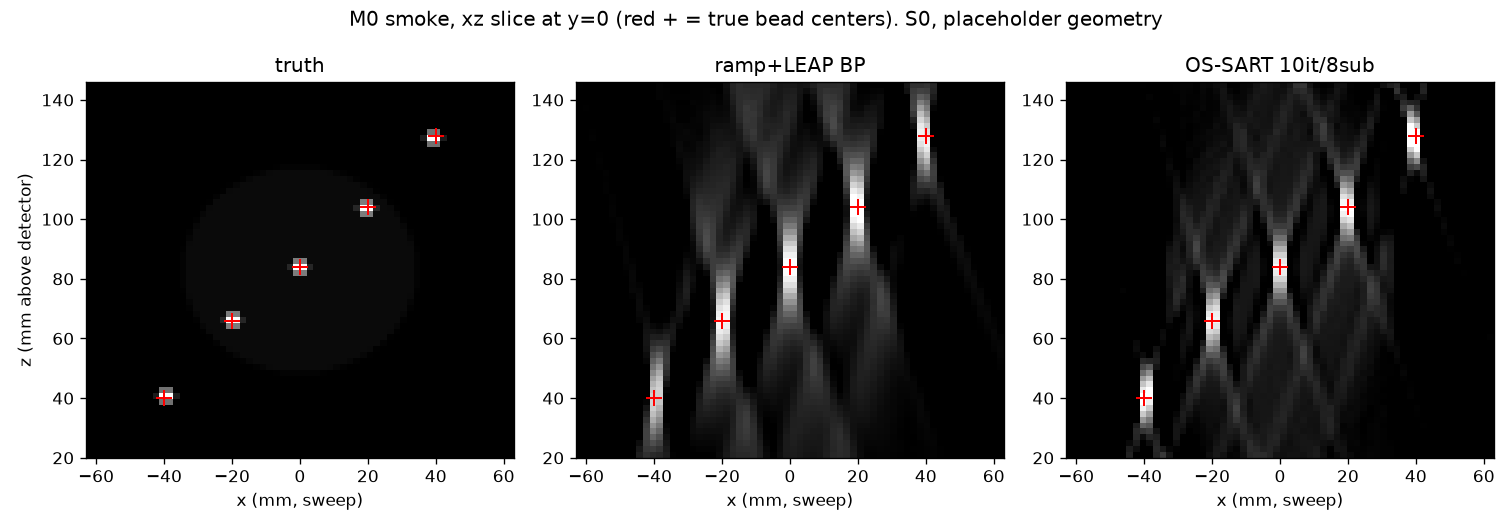 M0 smoke, xz slice at y=0 (red + = true bead centers). S0, placeholder geometry
truth
ramp+LEAP BP
OS-SART 10it/8sub
z (mm above detector)
140
120
100
80
60
40
20
−60 −40 −20 0 20 40 60
x (mm, sweep)
140
120
100
80
60
40
20
−60 −40 −20 0 20 40 60
x (mm, sweep)
140
120
100
80
60
40
20
−60 −40 −20 0 20 40 60
x (mm, sweep)